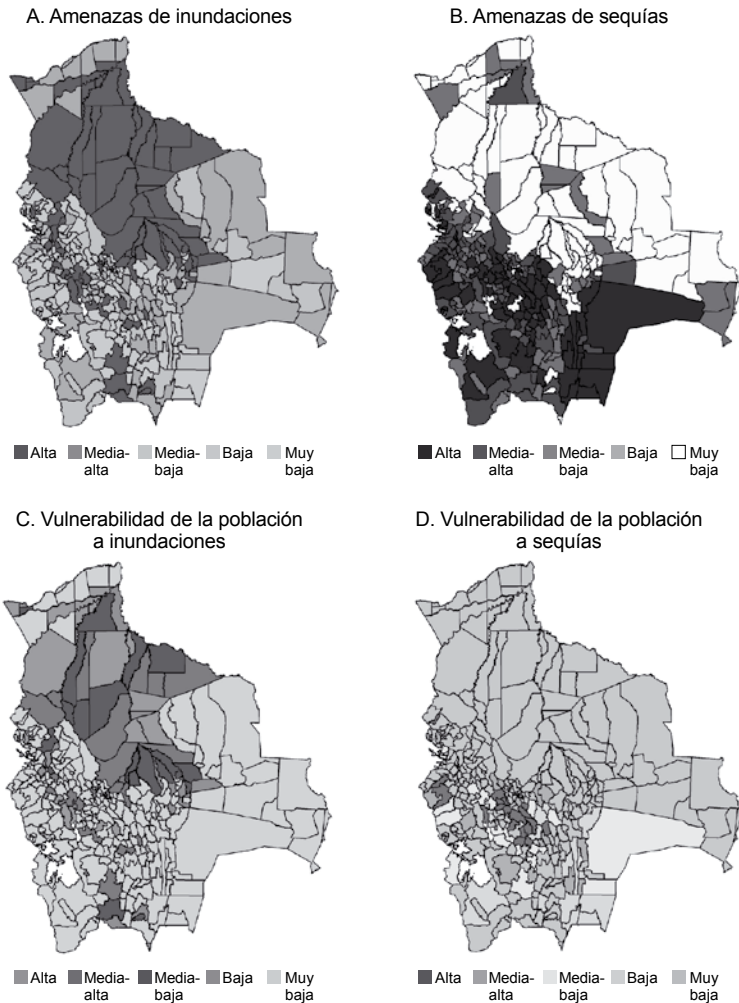 A. Amenazas de inundaciones
B. Amenazas de sequías
Alta Media-alta Media-baja Baja Muy baja
Alta Media-alta Media-baja Baja Muy baja
C. Vulnerabilidad de la población
a inundaciones
D. Vulnerabilidad de la población
a sequías
Alta Media-alta Media-baja Baja Muy baja
Alta Media-alta Media-baja Baja Muy baja